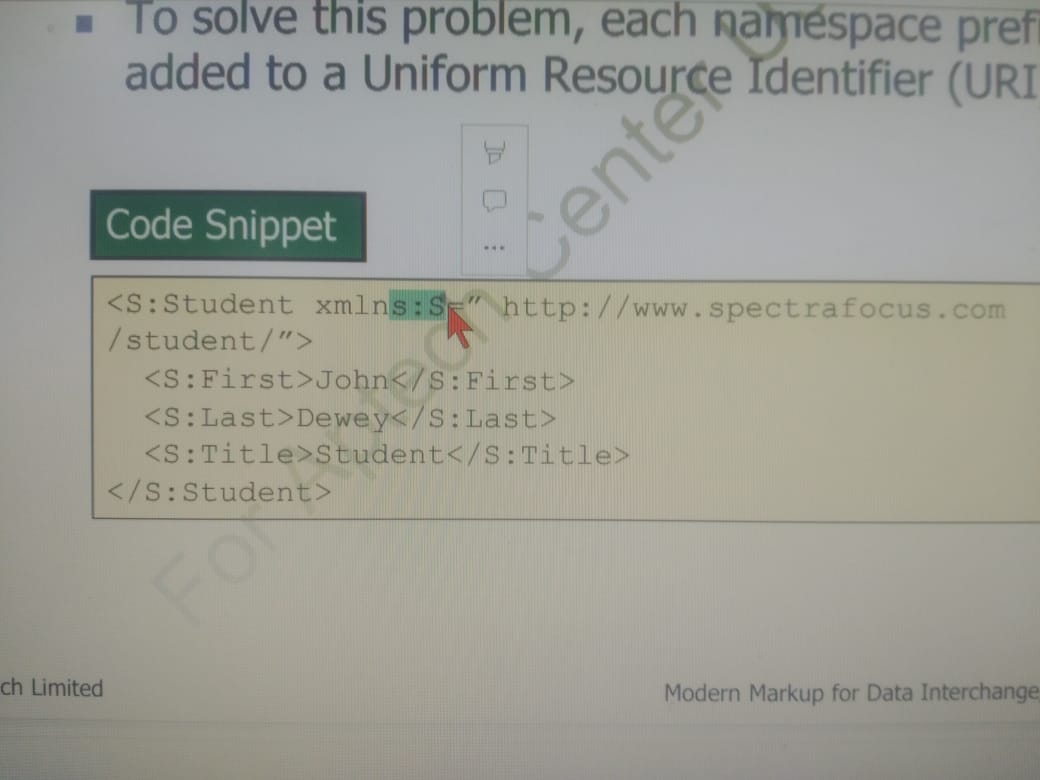 To solve this problem, each namespace prefi
added to a Uniform Resource Identifier (URI
Code Snippet
<S:Student xmlns:S=” http://www.spectrafocus.com
/student/”>
<S:First>John</S:First>
<S:Last>Dewey</S:Last>
<S:Title>Student</S:Title>
</S:Student>
For Aptech Center U
ch Limited
Modern Markup for Data Interchange